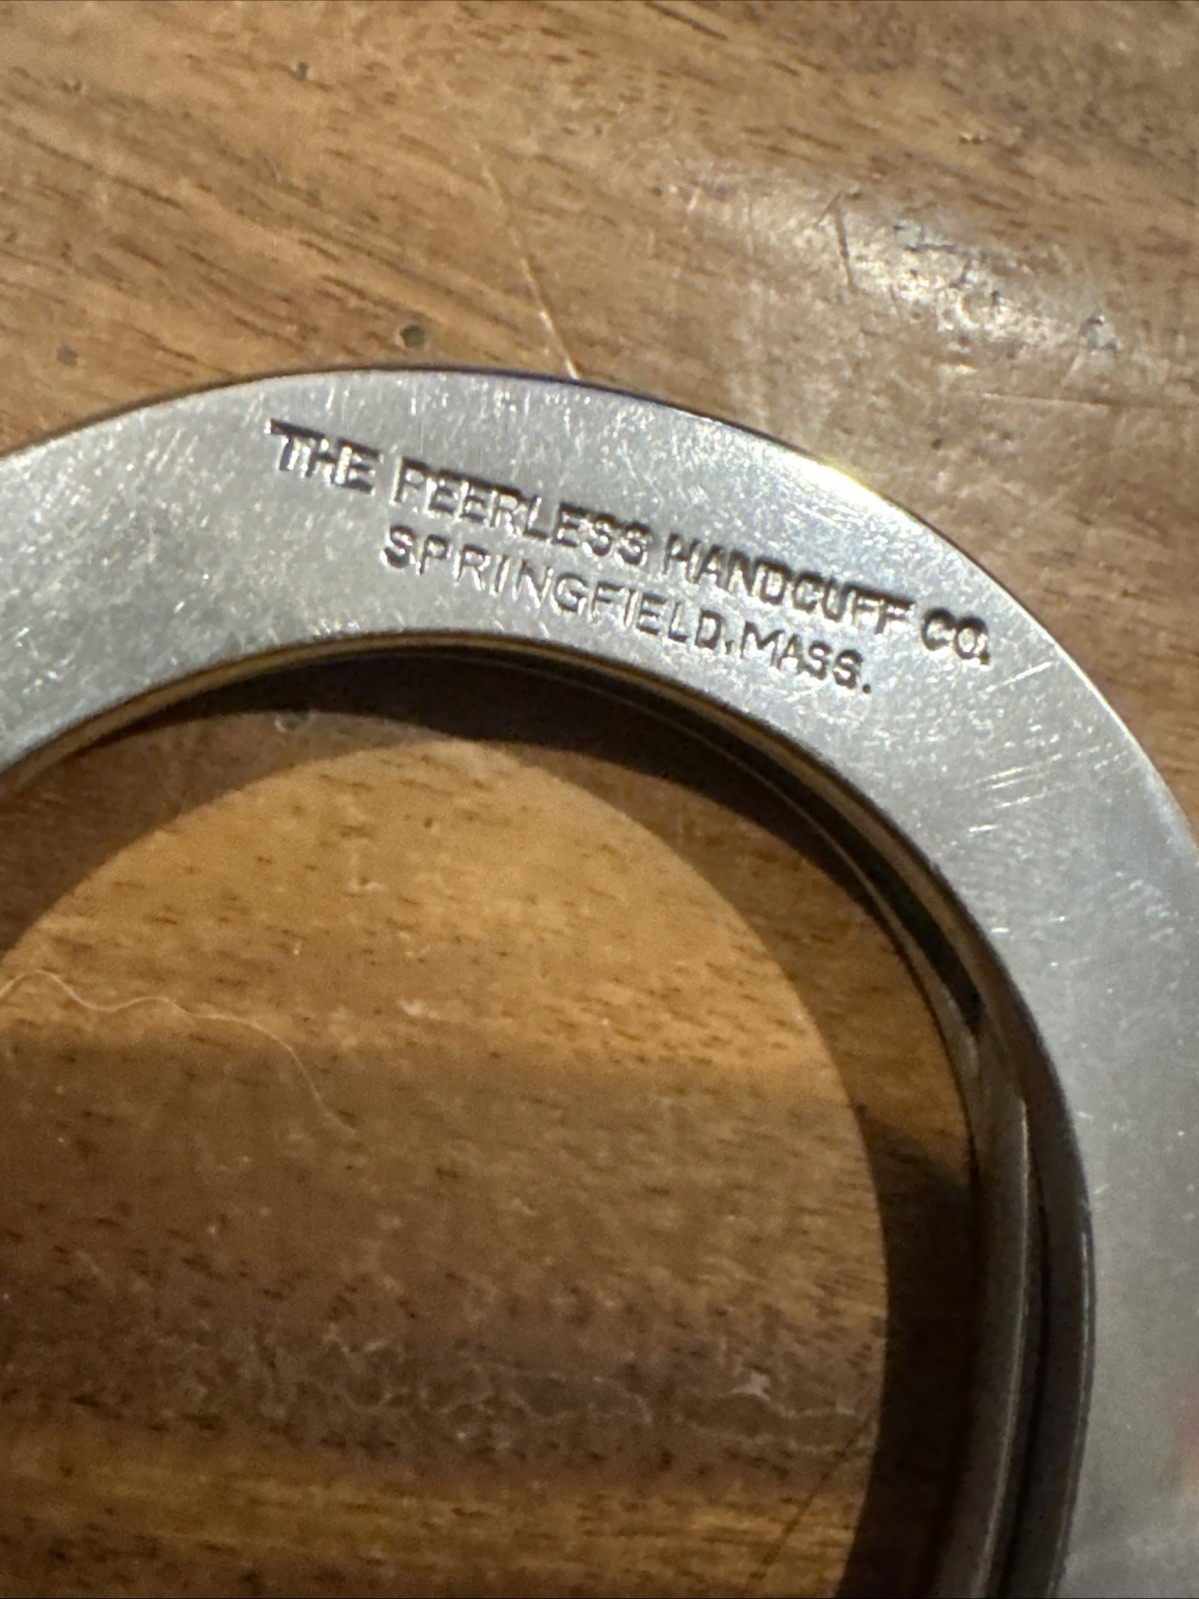 THE PEERLESS HANDCUFF CO.
SPRINGFIELD, MASS.